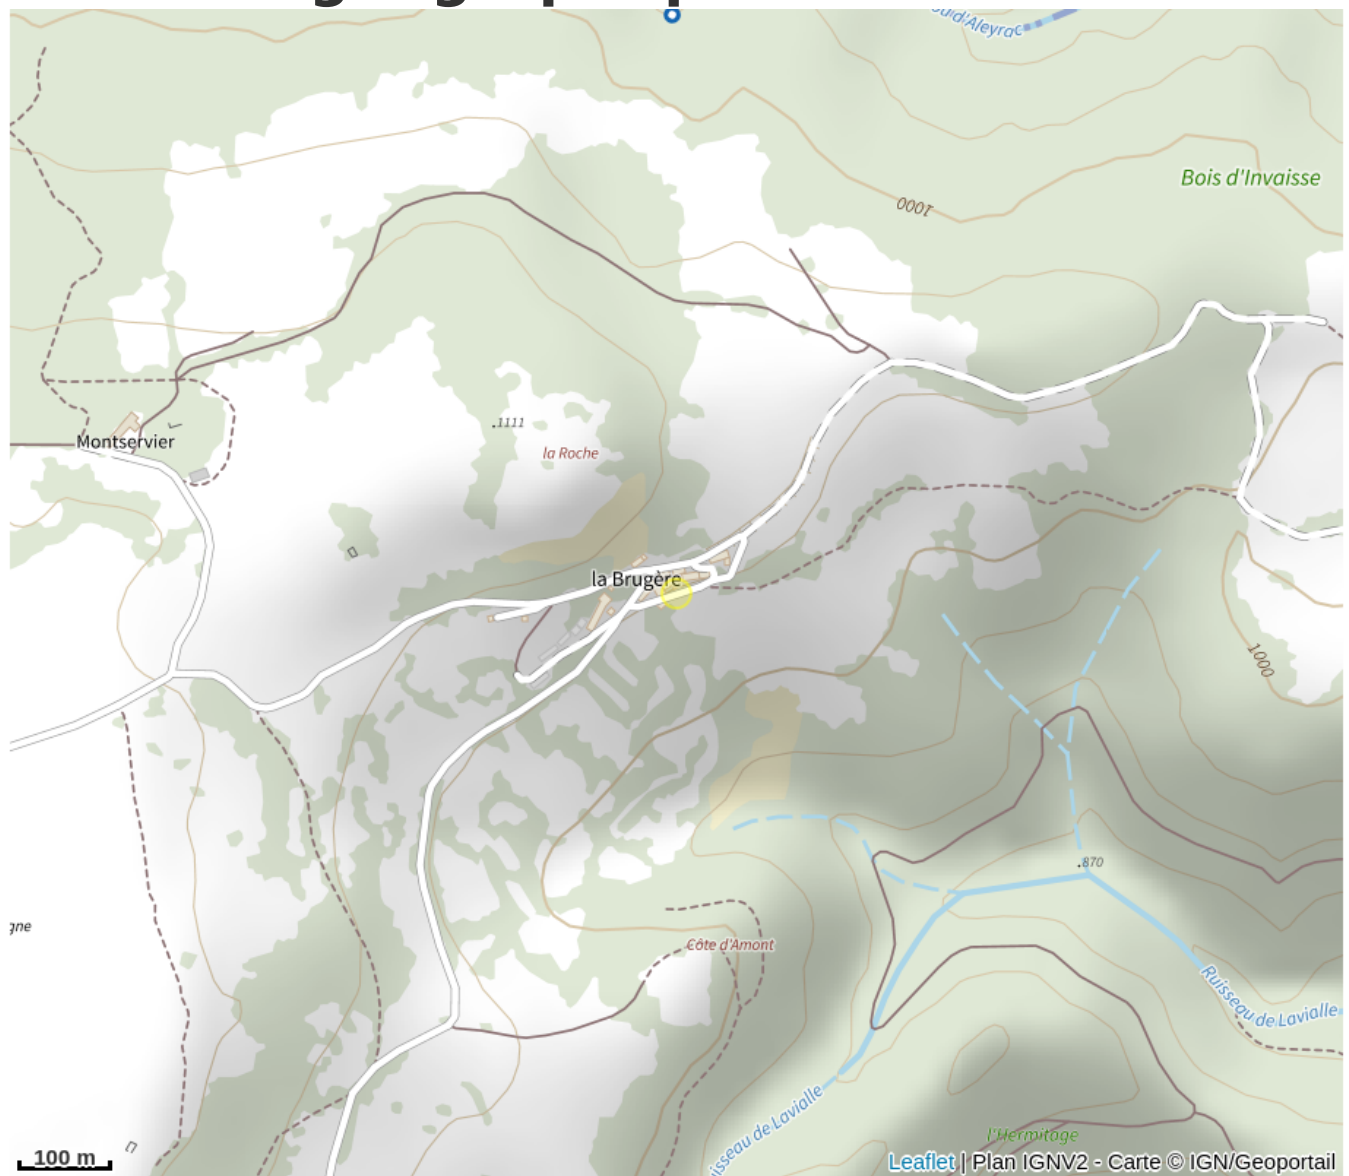 Bois d'Invaisse
1000
.1111
la Roche
Montservier
la Brugère
1000
.870
Côte d'Amont
Ruisseau de Lavialle
l'Hermitage
100 m
Leaflet | Plan IGNV2 - Carte © IGN/Geoportail